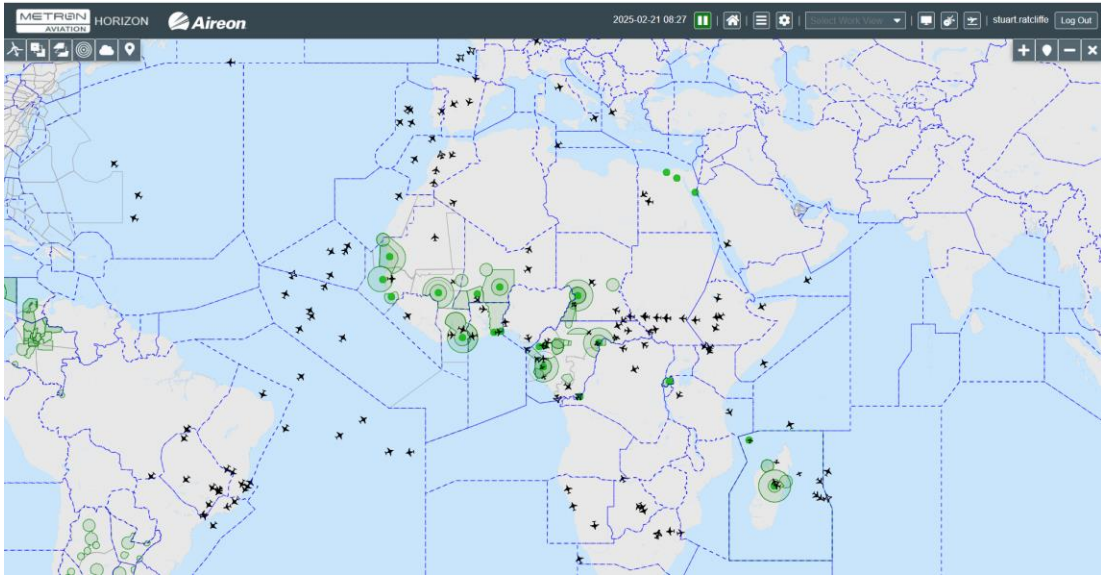 METRON
AVIATION
HORIZON
Aireon
2025-02-21 08:27
Select Work View
stuart.ratcliffe
Log Out